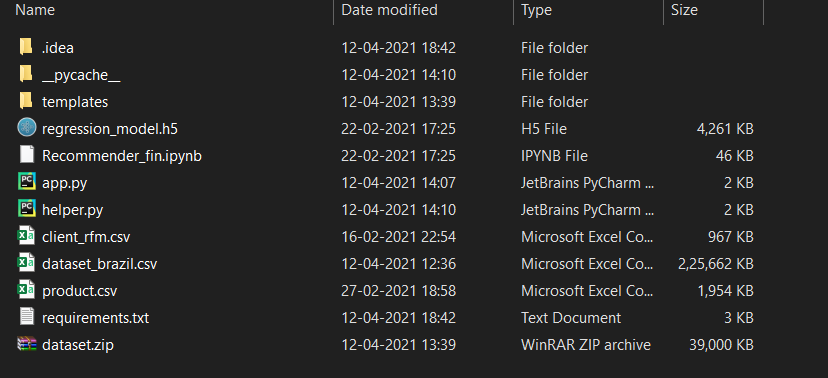 Name Date modified Type Size
.idea 12-04-2021 18:42 File folder
__pycache__ 12-04-2021 14:10 File folder
templates 12-04-2021 13:39 File folder
regression_model.h5 22-02-2021 17:25 H5 File 4,261 KB
Recommender_fin.ipynb 22-02-2021 17:25 IPYNB File 46 KB
PC app.py 12-04-2021 14:07 JetBrains PyCharm ... 2 KB
PC helper.py 12-04-2021 14:10 JetBrains PyCharm ... 2 KB
client_rfm.csv 16-02-2021 22:54 Microsoft Excel Co... 967 KB
dataset_brazil.csv 12-04-2021 12:36 Microsoft Excel Co... 2,25,662 KB
product.csv 27-02-2021 18:58 Microsoft Excel Co... 1,954 KB
requirements.txt 12-04-2021 18:42 Text Document 3 KB
dataset.zip 12-04-2021 13:39 WinRAR ZIP archive 39,000 KB